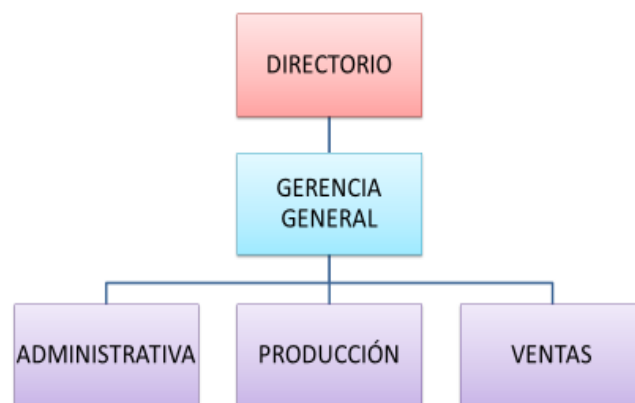 DIRECTORIO
GERENCIA
GENERAL
ADMINISTRATIVA
PRODUCCIÓN
VENTAS